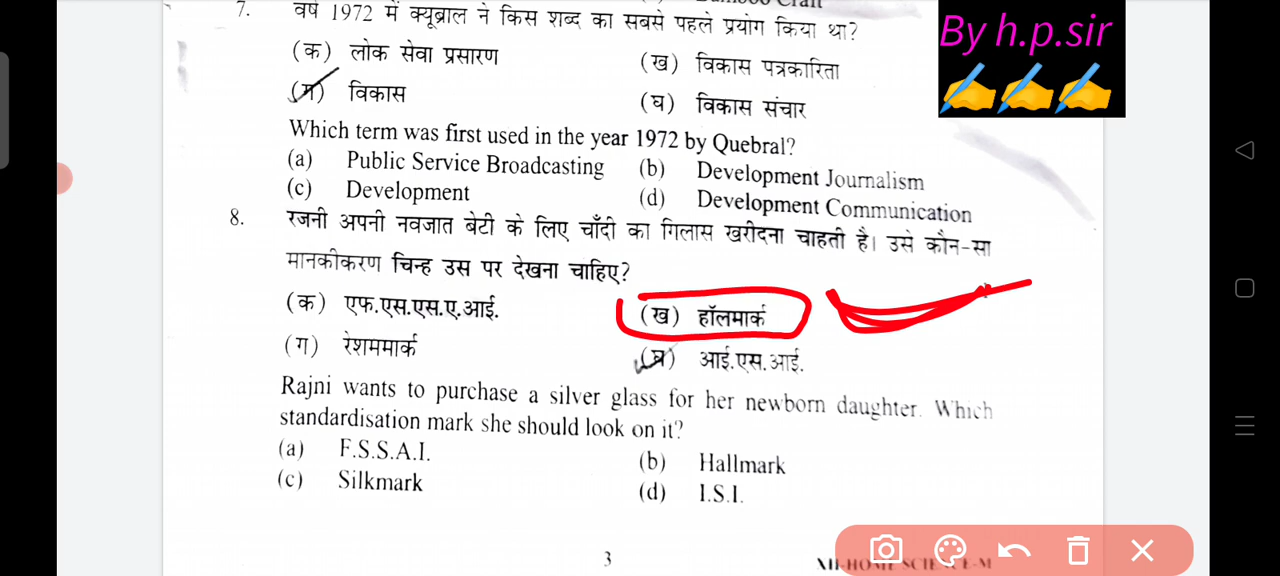 By h.p.sir
7. वर्ष 1972 में क्यूब्राल ने किस शब्द का सबसे पहले प्रयोग किया था?
(क) लोक सेवा प्रसारण (ख) विकास पत्रकारिता
(ग) विकास (घ) विकास संचार
Which term was first used in the year 1972 by Quebral?
(a) Public Service Broadcasting (b) Development Journalism
(c) Development (d) Development Communication
8. रजनी अपनी नवजात बेटी के लिए चाँदी का गिलास खरीदना चाहती है। उसे कौन-सा
मानकीकरण चिन्ह उस पर देखना चाहिए?
(क) एफ.एस.एस.ए.आई. (ख) हॉलमार्क
(ग) रेशममार्क (घ) आई.एस.आई.
Rajni wants to purchase a silver glass for her newborn daughter. Which
standardisation mark she should look on it?
(a) F.S.S.A.I. (b) Hallmark
(c) Silkmark (d) I.S.I.
3